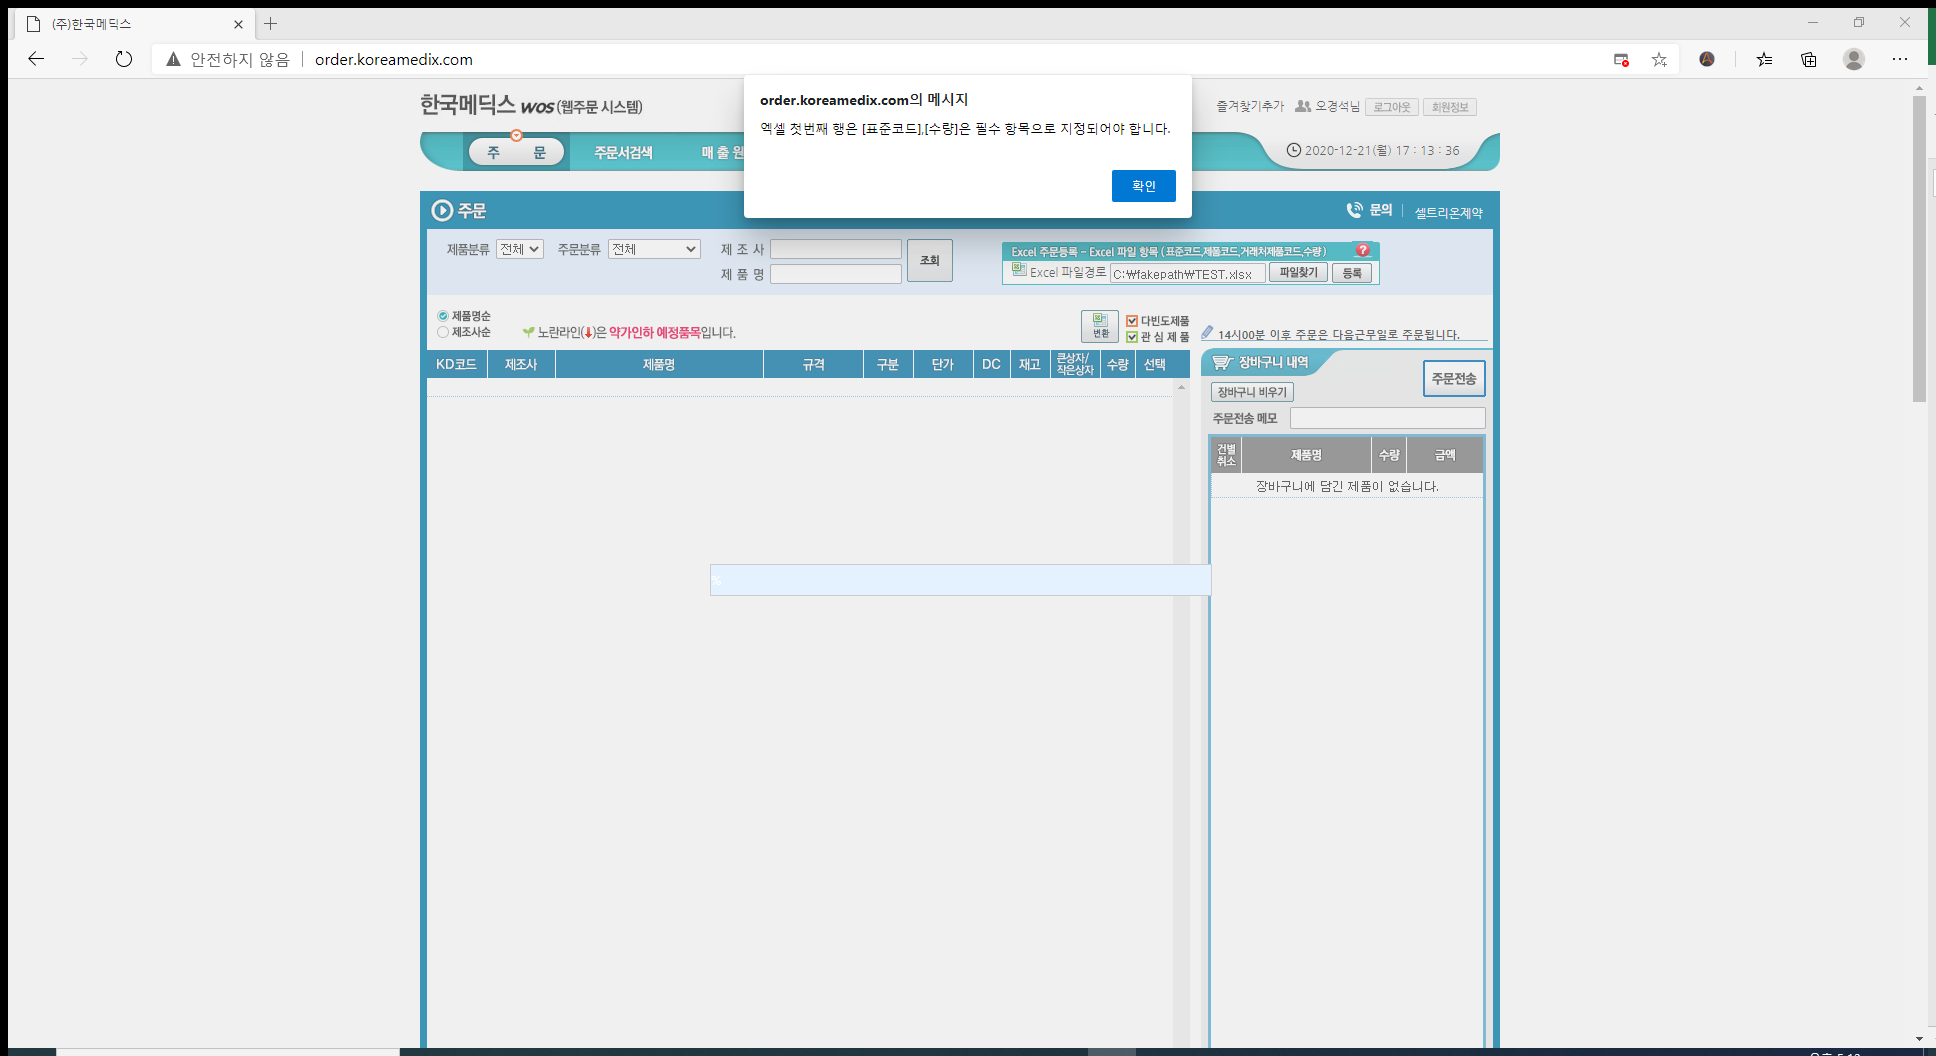 (주)한국메딕스
안전하지 않음 order.koreamedix.com
order.koreamedix.com의 메시지
엑셀 첫번째 행은 [표준코드],[수량]은 필수 항목으로 지정되어야 합니다.
확인
한국메딕스 WOS (웹주문 시스템)
즐겨찾기추가 오경석님 로그아웃 회원정보
주 문 주문서검색 매 출 원
2020-12-21(월) 17 : 13 : 36
주문
문의 셀트리온제약
제품분류 전체 주문분류 전체 제 조 사
제 품 명
조회
Excel 주문등록 - Excel 파일 항목 (표준코드,제품코드,거래처제품코드,수량)
Excel 파일경로 C:₩fakepath₩TEST.xlsx 파일찾기 등록
제품명순
제조사순
노란라인(↓)은 약가인하 예정품목입니다.
변환
다빈도제품
관 심 제 품
14시00분 이후 주문은 다음근무일로 주문됩니다.
KD코드 제조사 제품명 규격 구분 단가 DC 재고 큰상자/작은상자 수량 선택
장바구니 내역
주문전송
장바구니 비우기
주문전송 메모
건별취소 제품명 수량 금액
장바구니에 담긴 제품이 없습니다.
%